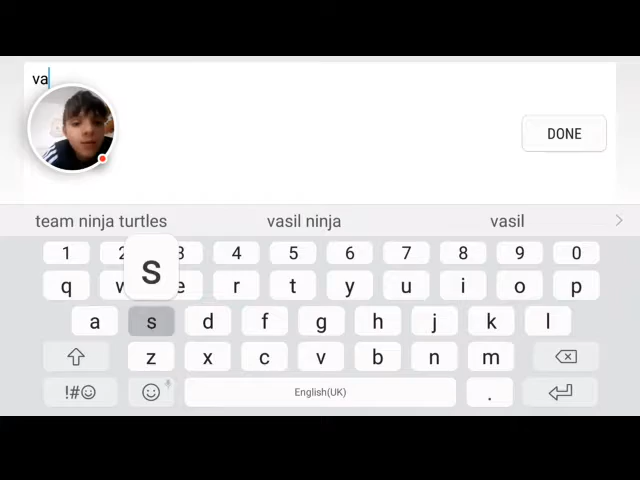 va
DONE
team ninja turtles vasil ninja vasil
1 2 3 4 5 6 7 8 9 0
q w e r t y u i o p
s
a s d f g h j k l
z x c v b n m
!#☺ English(UK) .